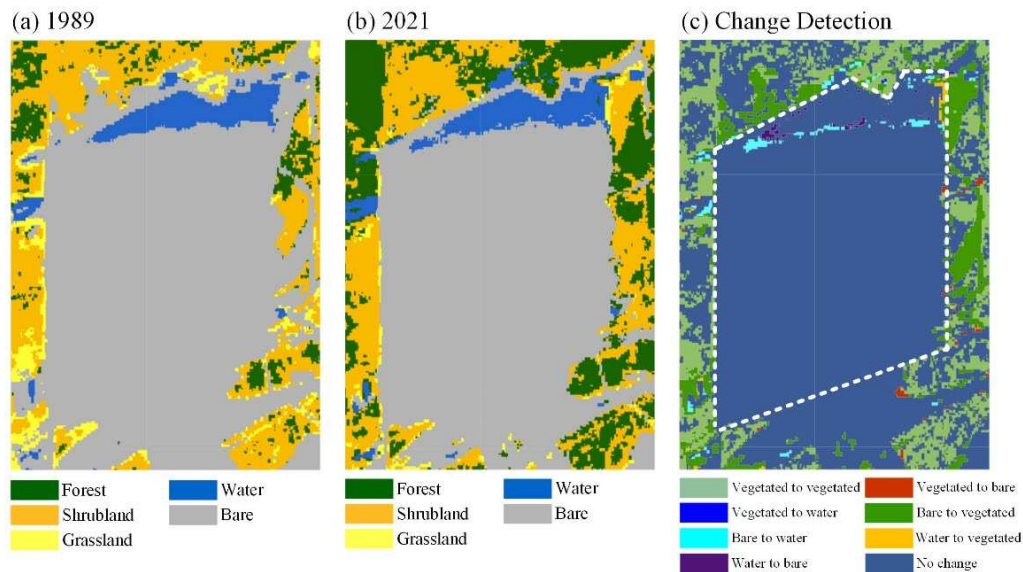 (a) 1989
(b) 2021
(c) Change Detection
Forest
Water
Shrubland
Bare
Grassland
Forest
Water
Shrubland
Bare
Grassland
Vegetated to vegetated
Vegetated to bare
Vegetated to water
Bare to vegetated
Bare to water
Water to vegetated
Water to bare
No change